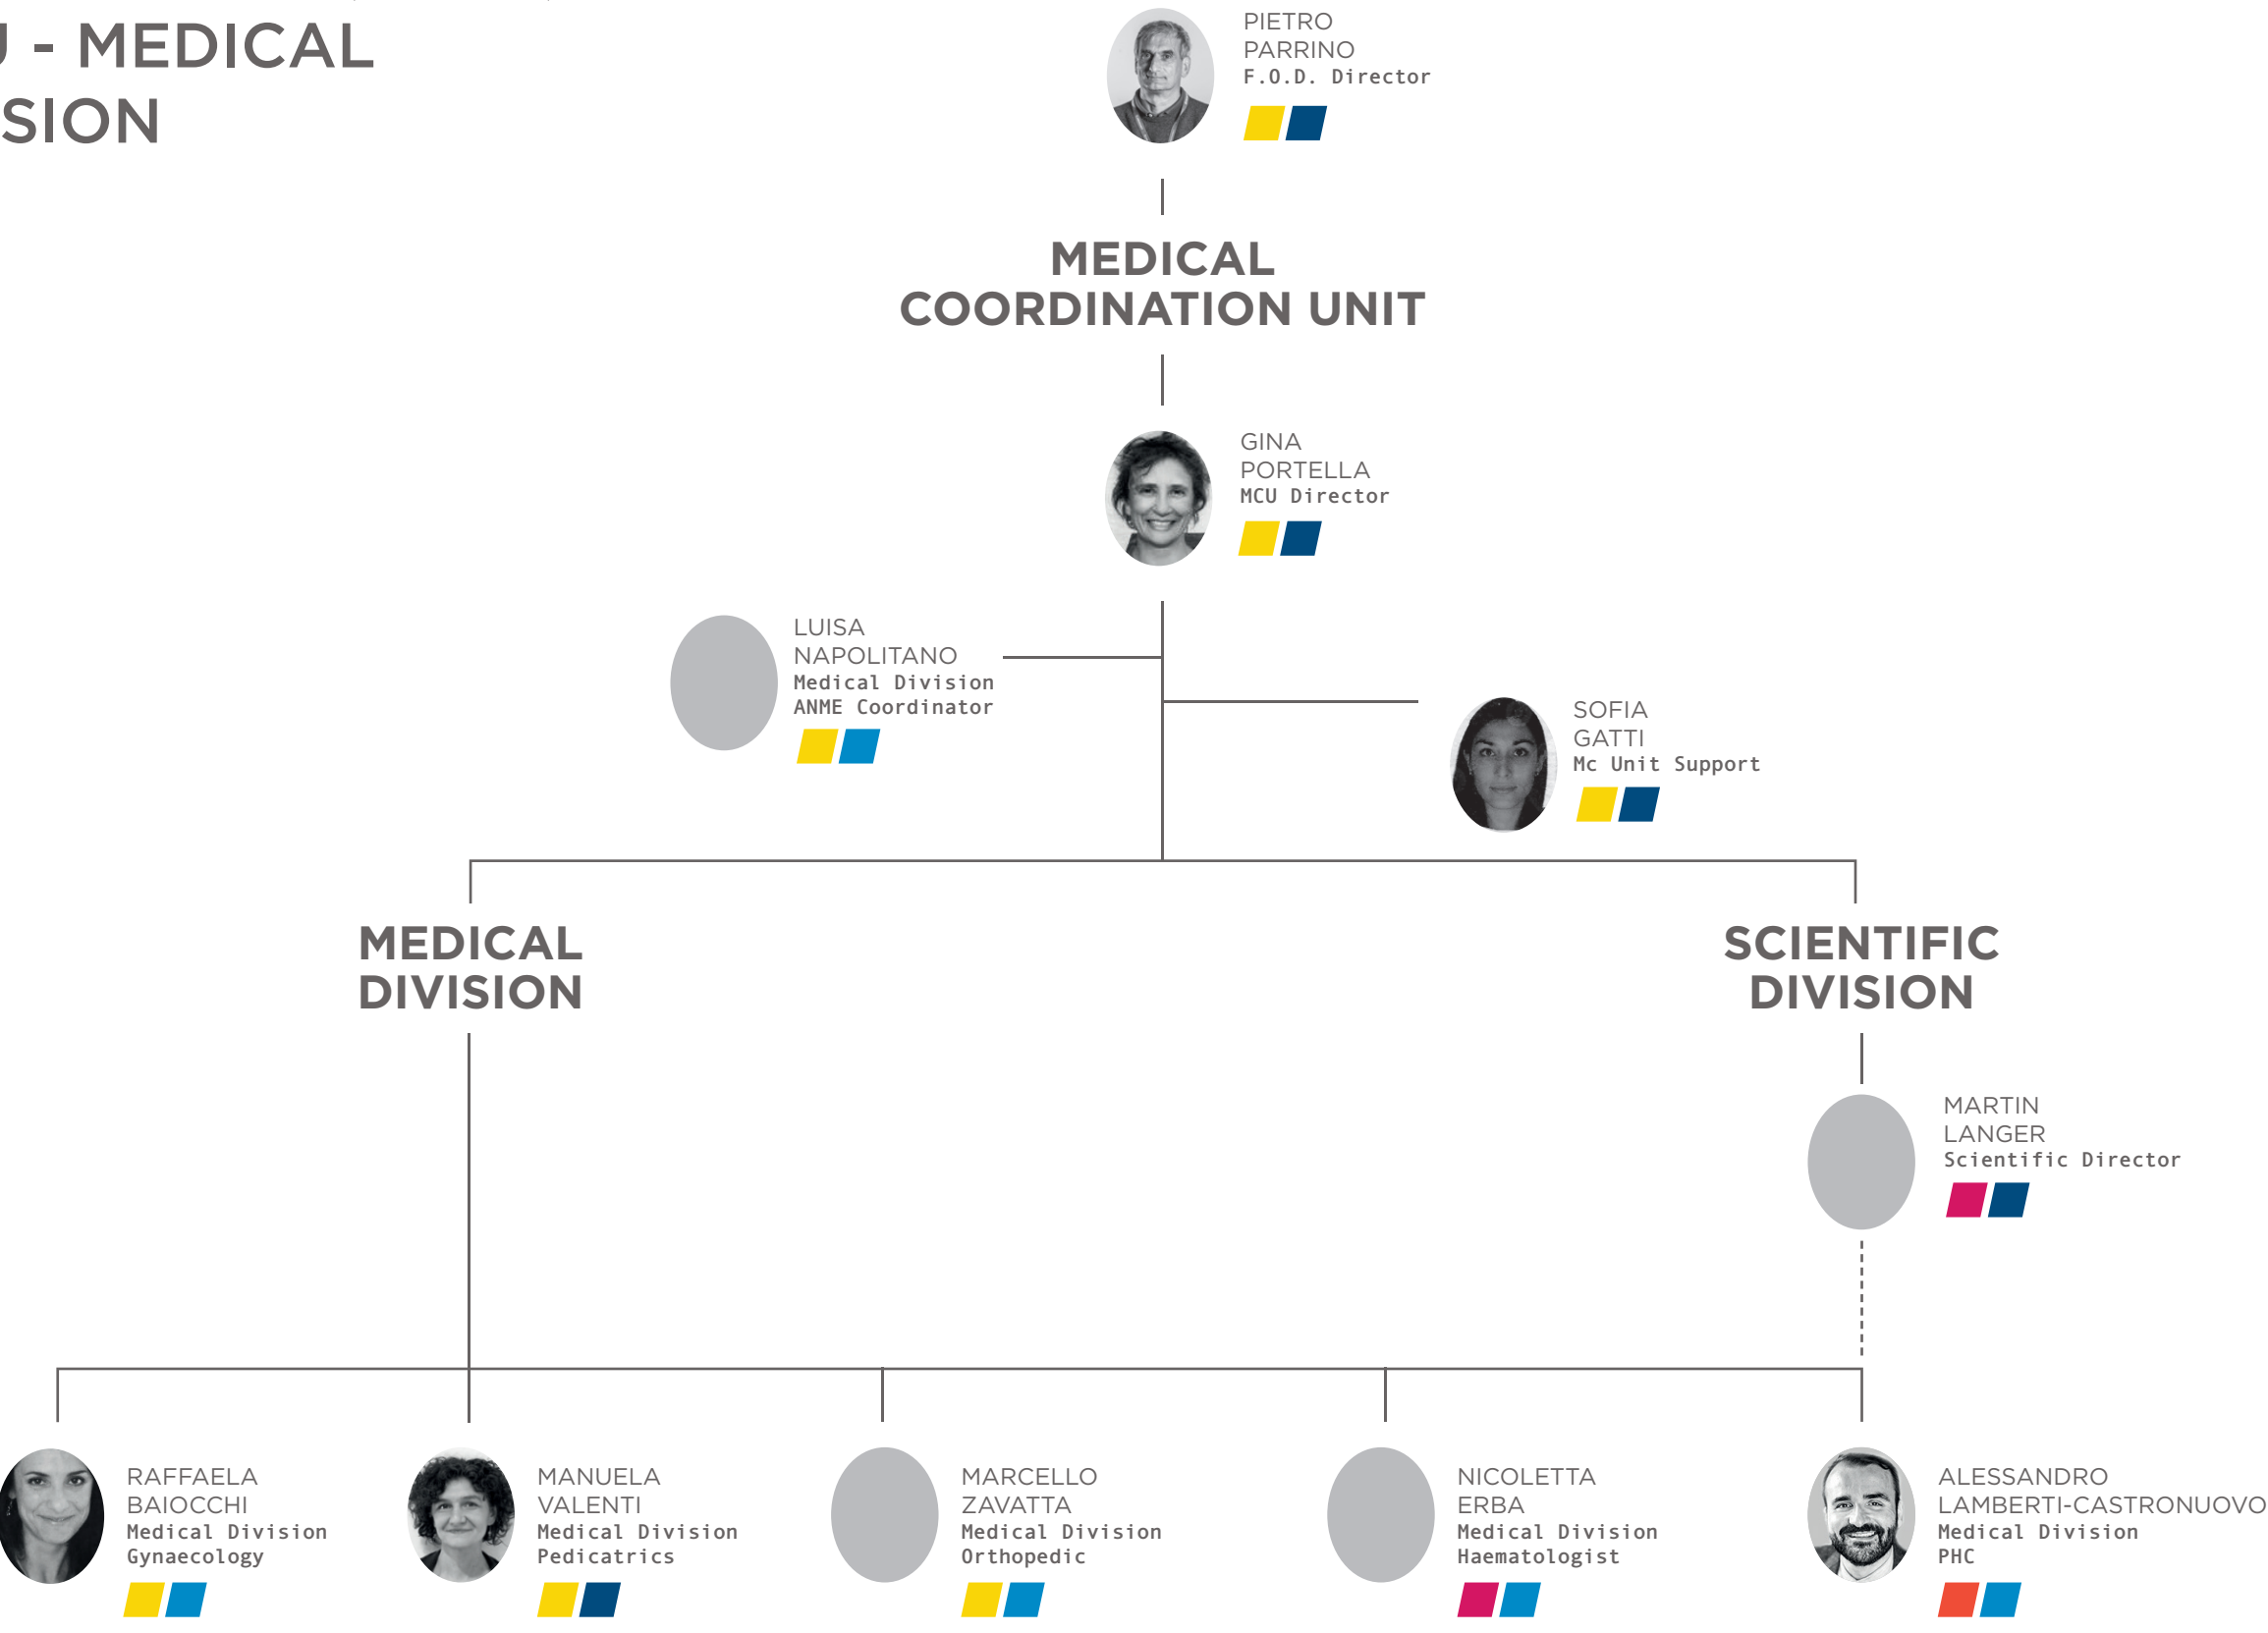 U - MEDICAL
SION
PIETRO
PARRINO
F.O.D. Director
MEDICAL
COORDINATION UNIT
GINA
PORTELLA
MCU Director
LUISA
NAPOLITANO
Medical Division
ANME Coordinator
SOFIA
GATTI
Mc Unit Support
MEDICAL
DIVISION
SCIENTIFIC
DIVISION
MARTIN
LANGER
Scientific Director
RAFFAELA
BAIOCCHI
Medical Division
Gynaecology
MANUELA
VALENTI
Medical Division
Pedicatrics
MARCELLO
ZAVATTA
Medical Division
Orthopedic
NICOLETTA
ERBA
Medical Division
Haematologist
ALESSANDRO
LAMBERTI-CASTRONUOVO
Medical Division
PHC